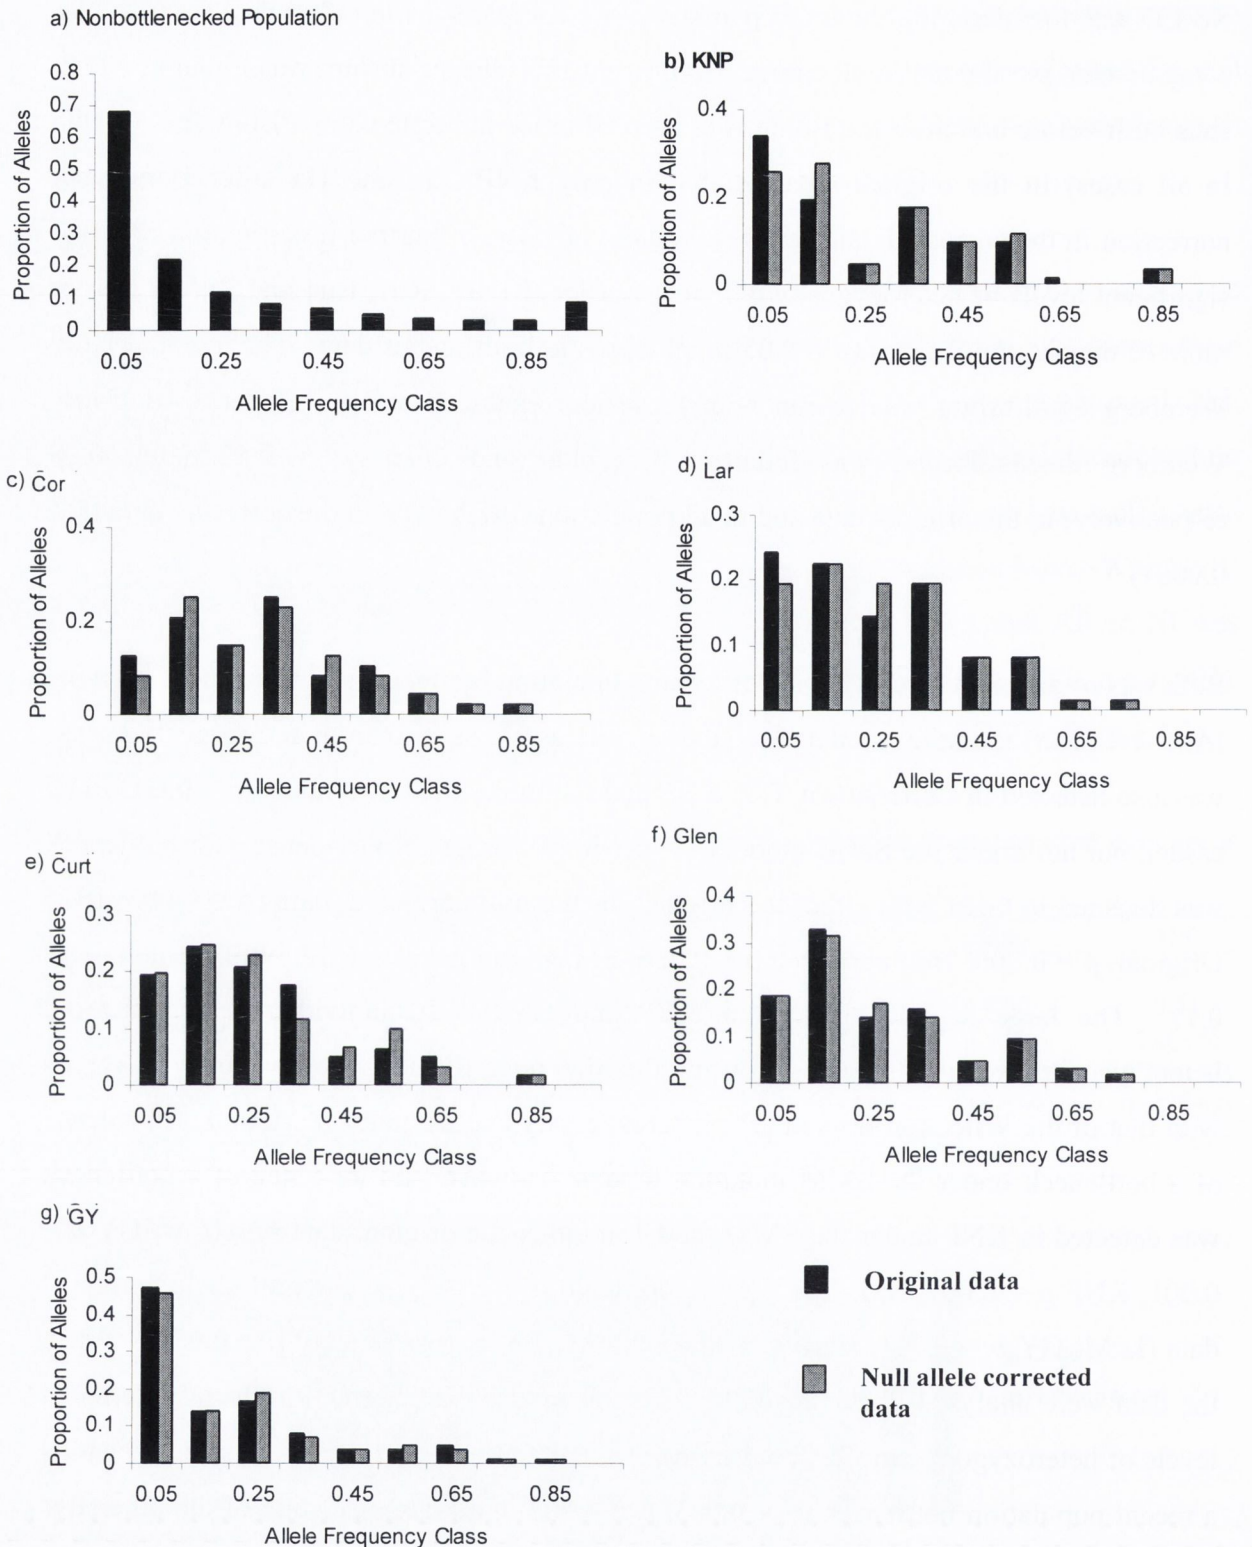 a) Nonbottlenecked Population
Proportion of Alleles
0.8
0.7
0.6
0.5
0.4
0.3
0.2
0.1
0
0.05 0.25 0.45 0.65 0.85
Allele Frequency Class
b) KNP
Proportion of Alleles
0.4
0.2
0
0.05 0.25 0.45 0.65 0.85
Allele Frequency Class
c) Cor
Proportion of Alleles
0.4
0.2
0
0.05 0.25 0.45 0.65 0.85
Allele Frequency Class
d) Lar
Proportion of Alleles
0.3
0.2
0.1
0
0.05 0.25 0.45 0.65 0.85
Allele Frequency Class
e) Curt
Proportion of Alleles
0.3
0.2
0.1
0
0.05 0.25 0.45 0.65 0.85
Allele Frequency Class
f) Glen
Proportion of Alleles
0.4
0.3
0.2
0.1
0
0.05 0.25 0.45 0.65 0.85
Allele Frequency Class
g) GY
Proportion of Alleles
0.5
0.4
0.3
0.2
0.1
0
0.05 0.25 0.45 0.65 0.85
Allele Frequency Class
Original data
Null allele corrected
data